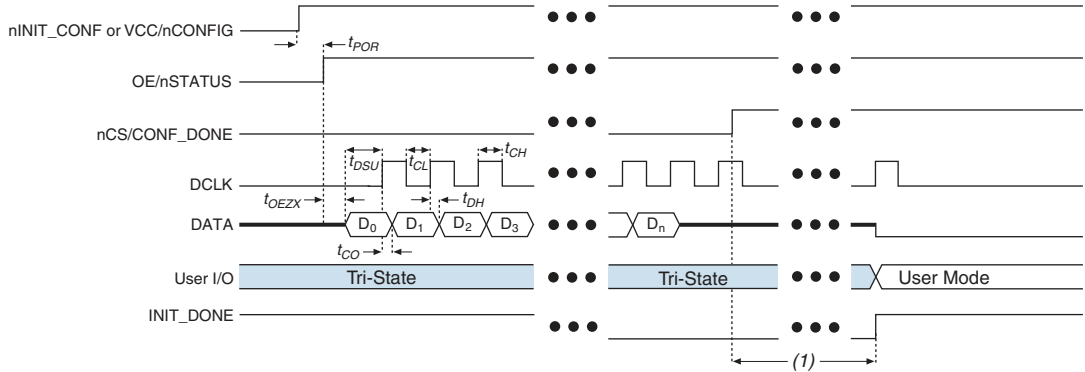 nINIT_CONF or VCC/nCONFIG
tPOR
OE/nSTATUS
nCS/CONF_DONE
tDSU tCL tCH
DCLK
tOEZX tDH
DATA D0 D1 D2 D3 Dn
tCO
User I/O Tri-State Tri-State User Mode
INIT_DONE
(1)